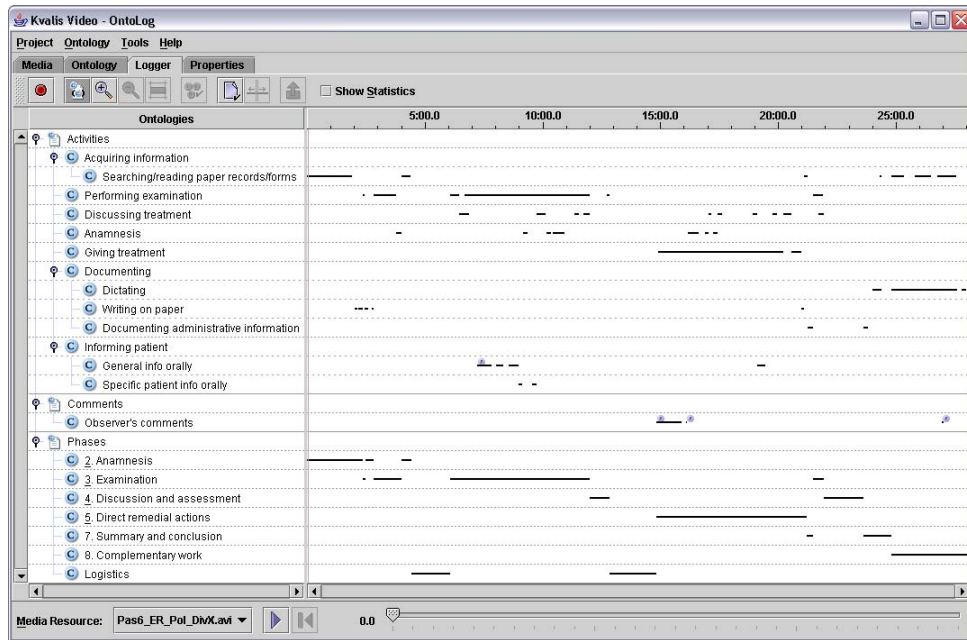 Kvalis Video - OntoLog
Project Ontology Tools Help
Media Ontology Logger Properties
Show Statistics
Ontologies 5:00.0 10:00.0 15:00.0 20:00.0 25:00.0
Activities
Acquiring information
Searching/reading paper records/forms
Performing examination
Discussing treatment
Anamnesis
Giving treatment
Documenting
Dictating
Writing on paper
Documenting administrative information
Informing patient
General info orally
Specific patient info orally
Comments
Observer's comments
Phases
2. Anamnesis
3. Examination
4. Discussion and assessment
5. Direct remedial actions
7. Summary and conclusion
8. Complementary work
Logistics
Media Resource: Pas6_ER_Pol_DivX.avi 0.0